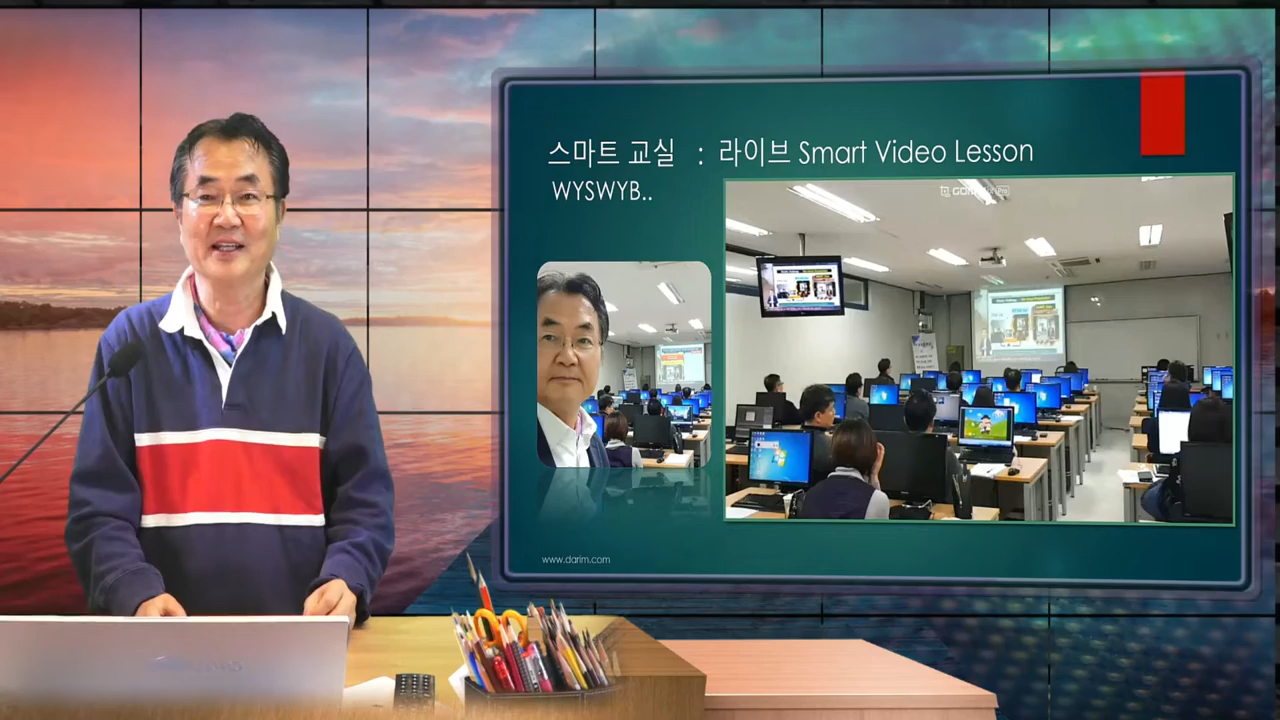 스마트 교실 : 라이브 Smart Video Lesson
WYSWYB..
www.darim.com